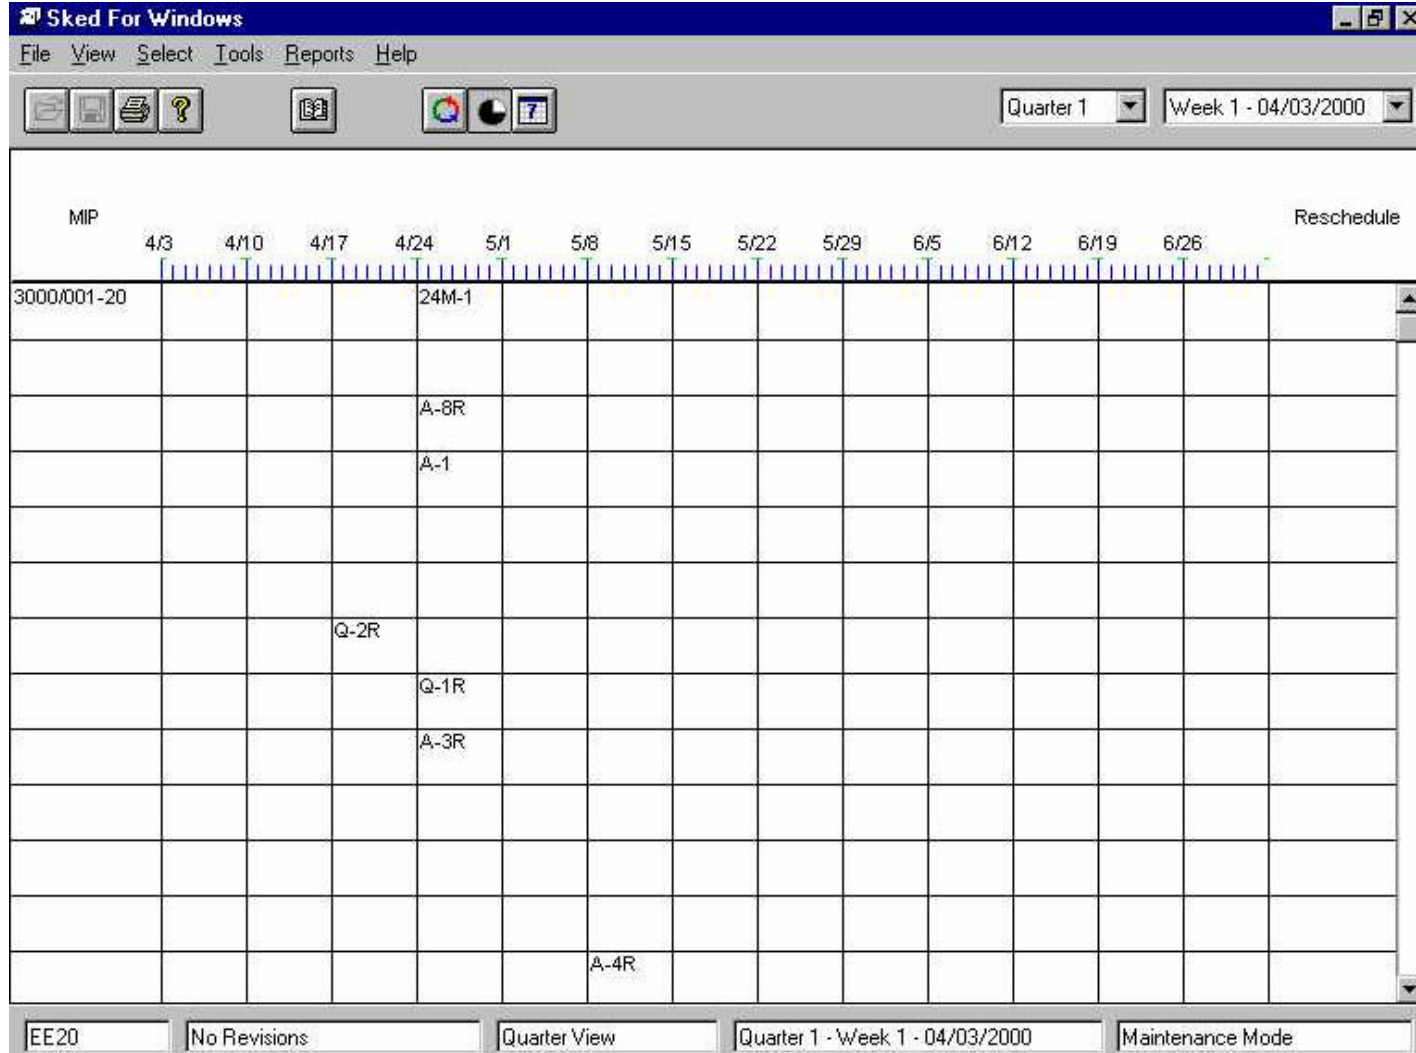 Sked For Windows
File View Select Tools Reports Help
7 Quarter 1 Week 1 - 04/03/2000
MIP Reschedule
4/3 4/10 4/17 4/24 5/1 5/8 5/15 5/22 5/29 6/5 6/12 6/19 6/26
3000/001-20 24M-1
A-8R
A-1
Q-2R
Q-1R
A-3R
A-4R
EE20 No Revisions Quarter View Quarter 1 - Week 1 - 04/03/2000 Maintenance Mode